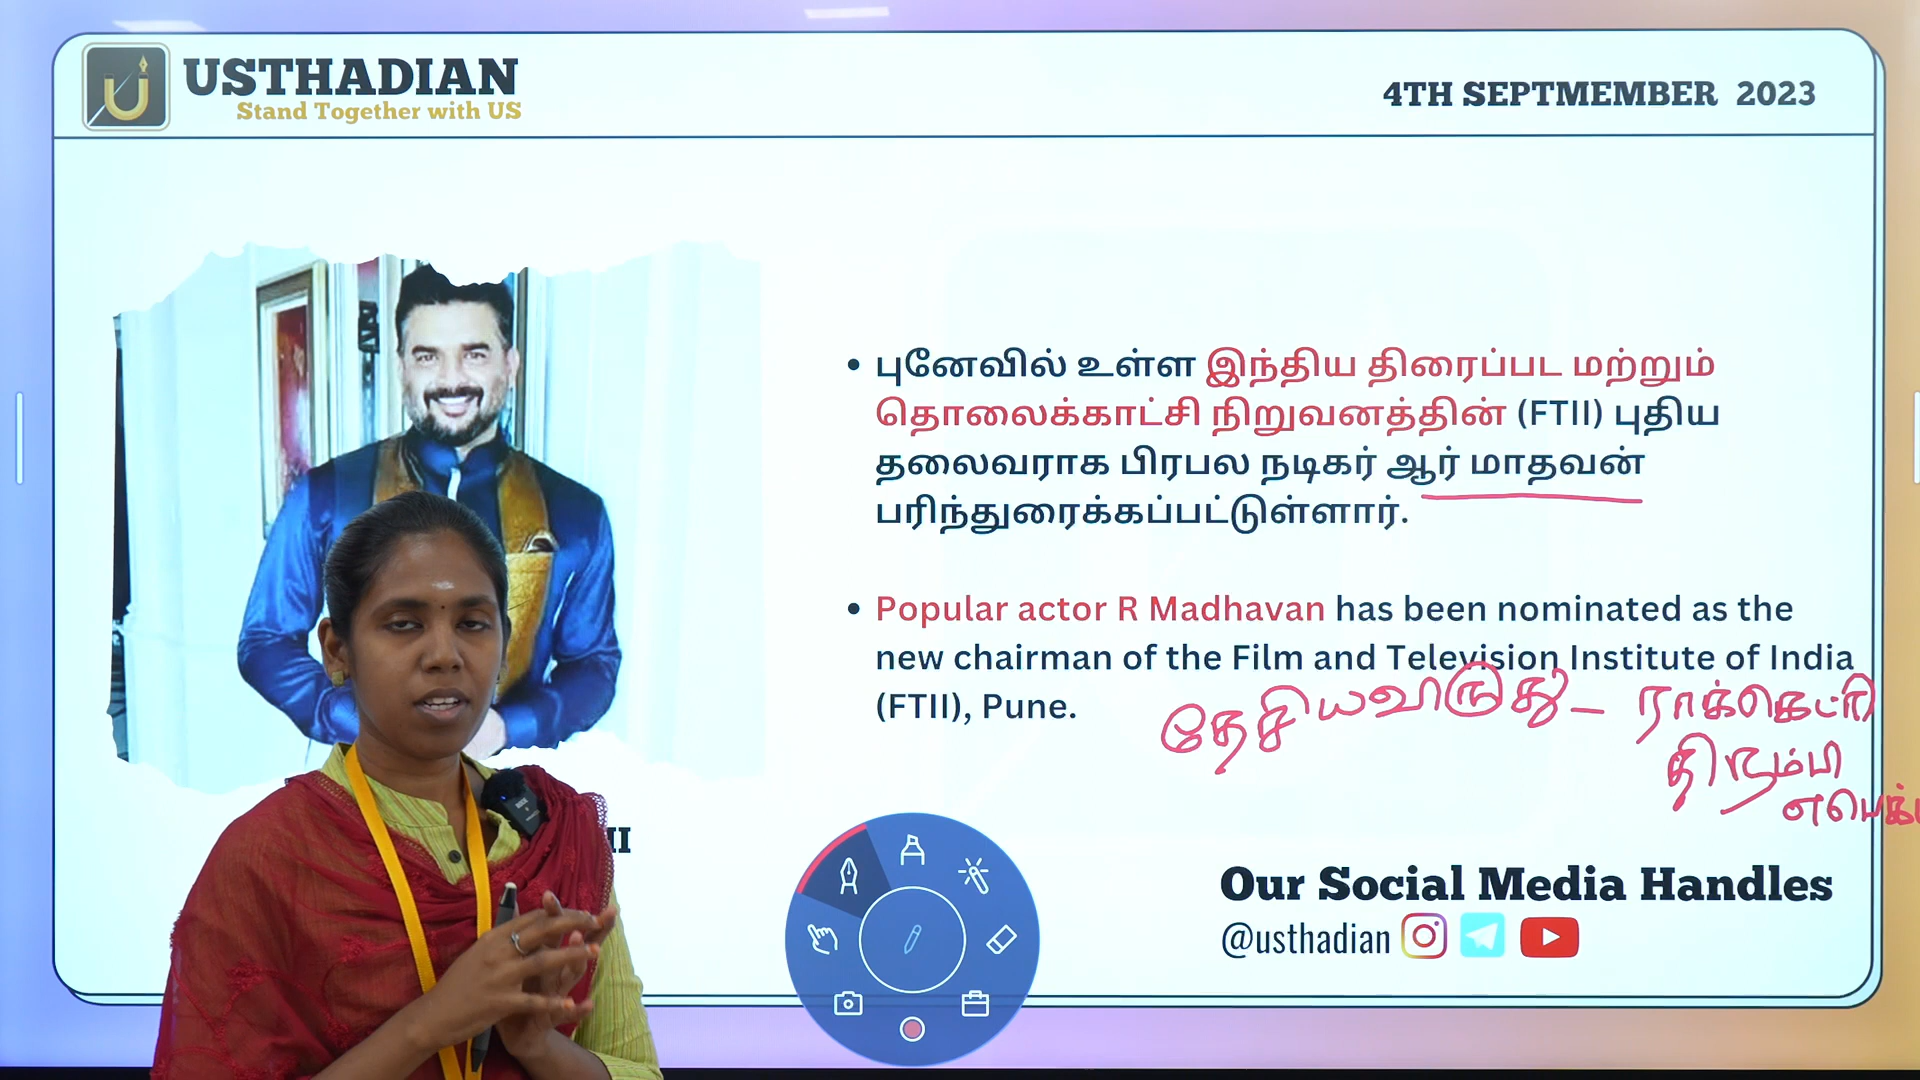 USTHADIAN
Stand Together with US
4TH SEPTMEMBER 2023
• புனேவில் உள்ள இந்திய திரைப்பட மற்றும்
தொலைக்காட்சி நிறுவனத்தின் (FTII) புதிய
தலைவராக பிரபல நடிகர் ஆர் மாதவன்
பரிந்துரைக்கப்பட்டுள்ளார்.
• Popular actor R Madhavan has been nominated as the
new chairman of the Film and Television Institute of India
(FTII), Pune.
தேசியவிருது – ராக்கெட்ரி
திநம்பி
எபெக்
Our Social Media Handles
@usthadian